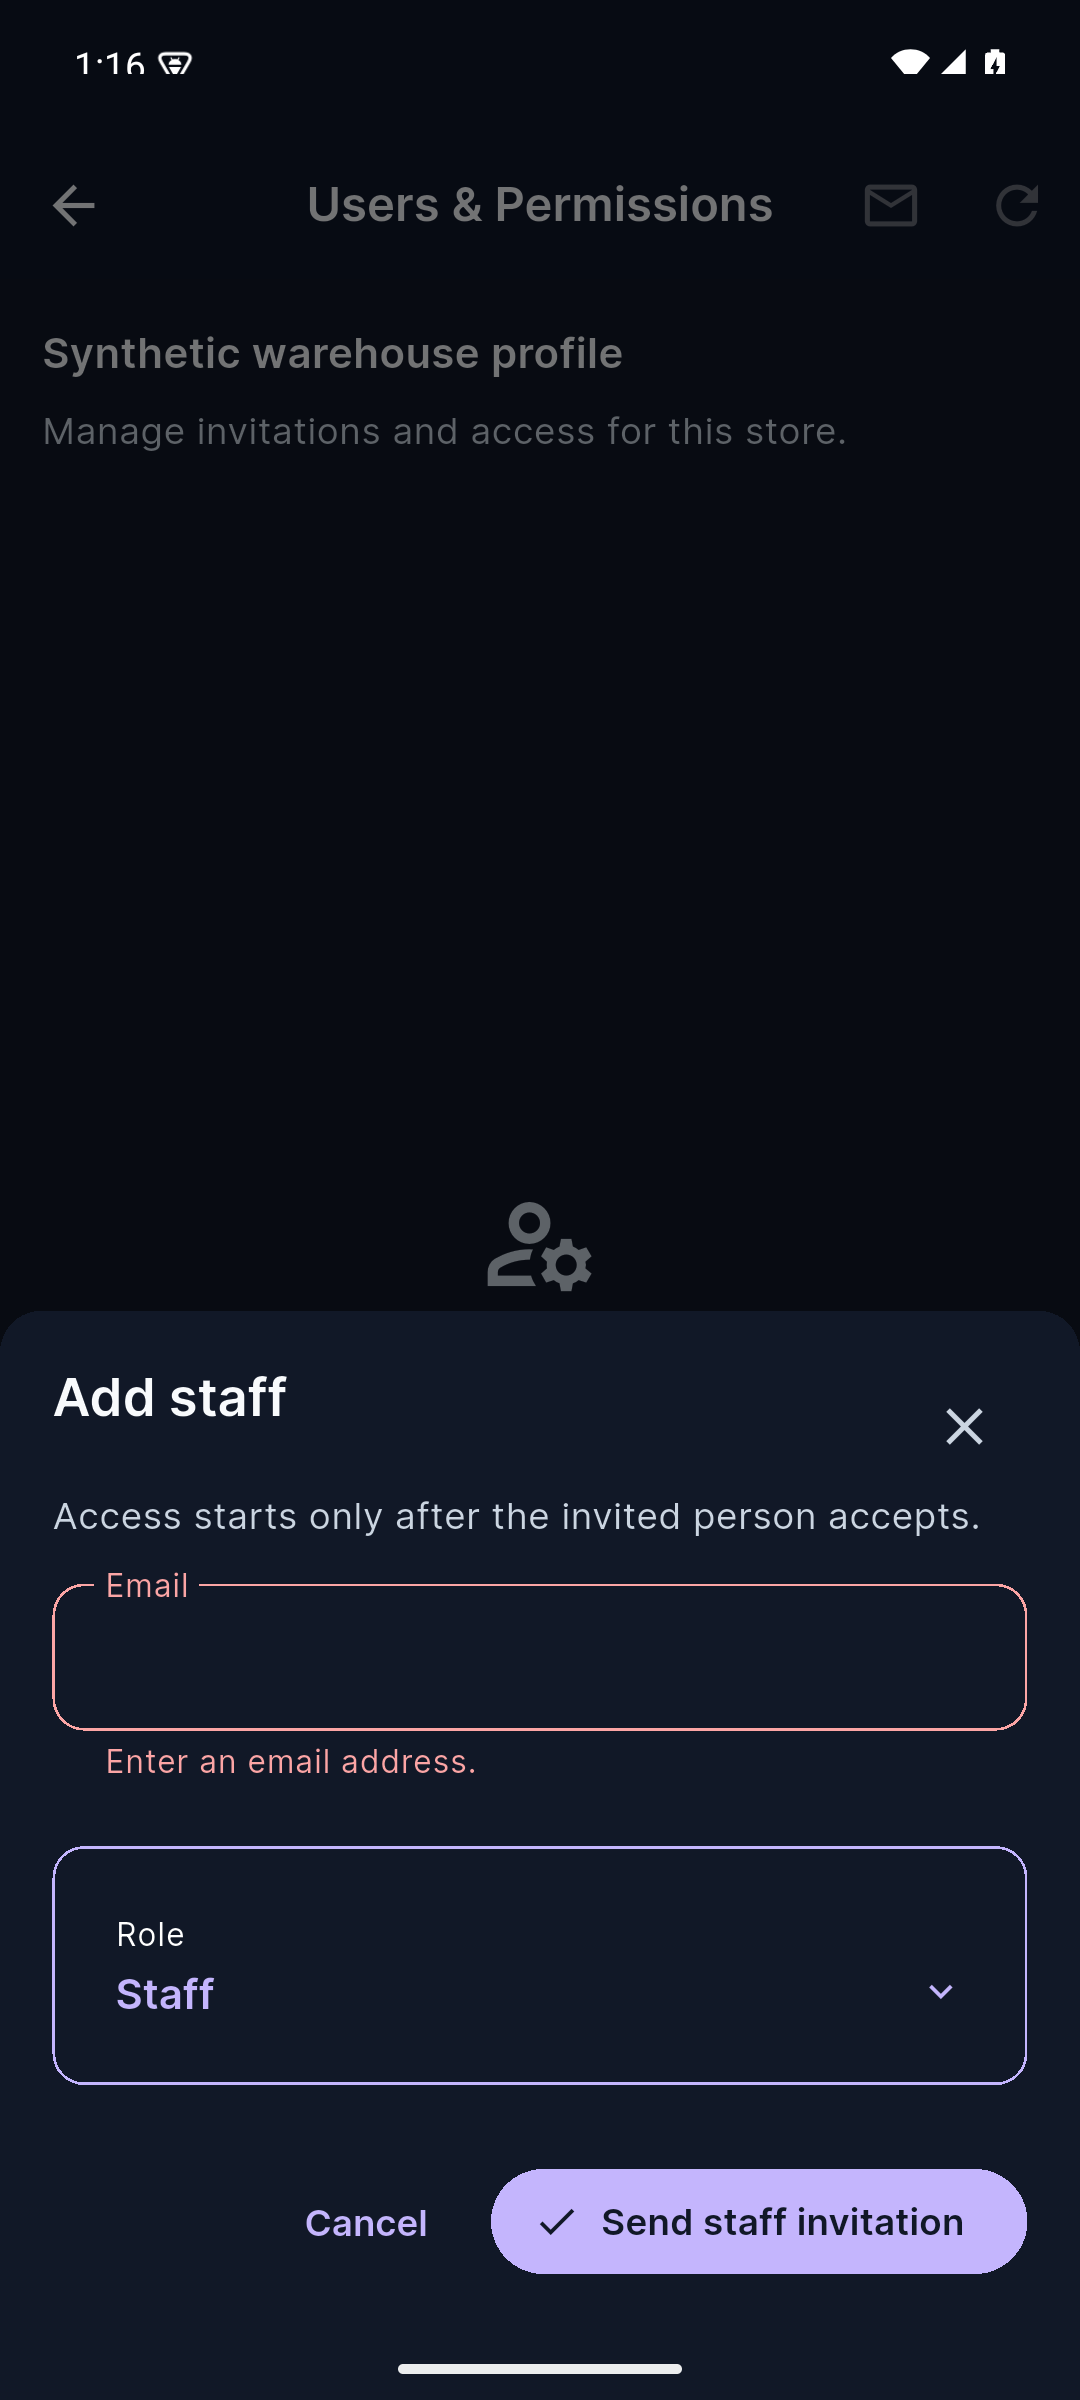 1:16
Users & Permissions
Synthetic warehouse profile
Manage invitations and access for this store.
Add staff
Access starts only after the invited person accepts.
Email
Enter an email address.
Role
Staff
Cancel
Send staff invitation